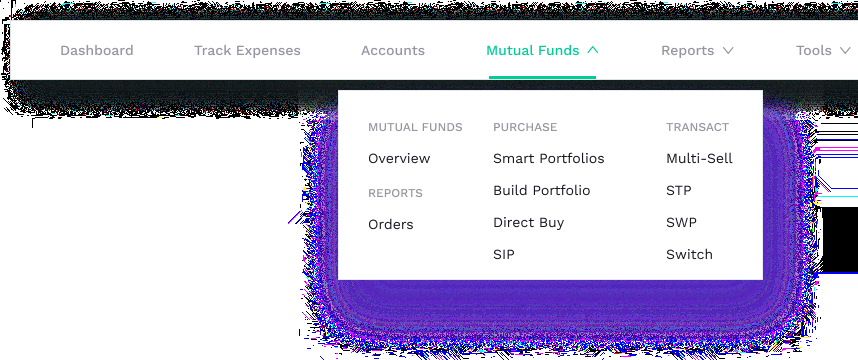 Dashboard Track Expenses Accounts Mutual Funds Reports Tools
MUTUAL FUNDS
Overview
REPORTS
Orders
PURCHASE
Smart Portfolios
Build Portfolio
Direct Buy
SIP
TRANSACT
Multi-Sell
STP
SWP
Switch